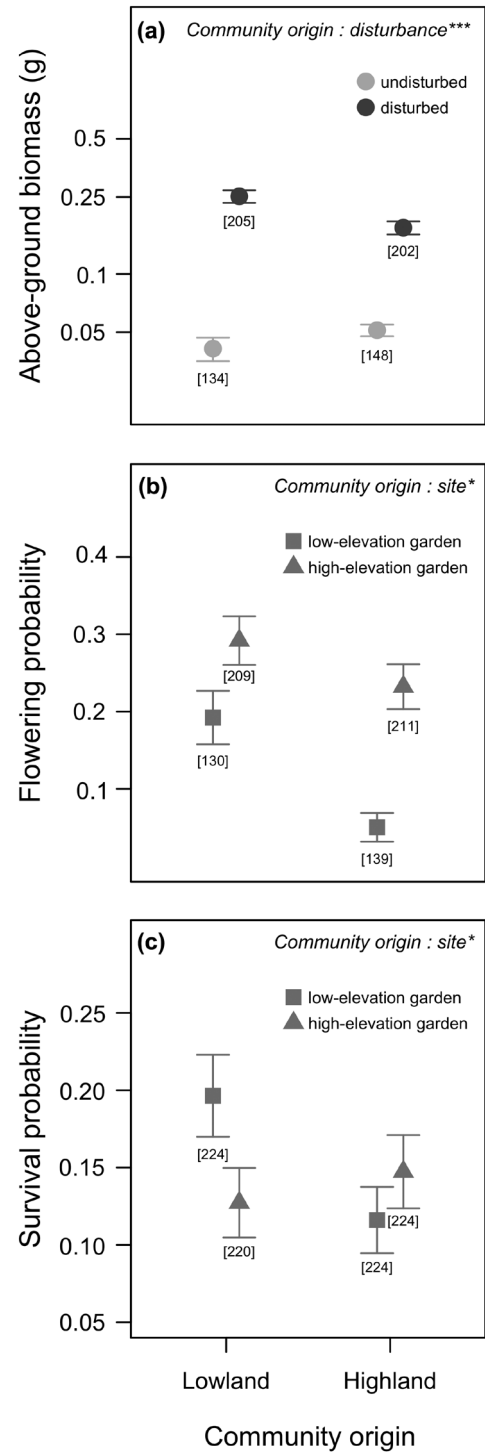 (a) Community origin : disturbance***
undisturbed
disturbed
Above-ground biomass (g)
0.5
0.25
0.1
0.05
[205]
[202]
[134]
[148]
(b) Community origin : site*
low-elevation garden
high-elevation garden
Flowering probability
0.4
0.3
0.2
0.1
[209]
[211]
[130]
[139]
(c) Community origin : site*
low-elevation garden
high-elevation garden
Survival probability
0.25
0.20
0.15
0.10
0.05
[224]
[220]
[224]
[224]
Lowland Highland
Community origin